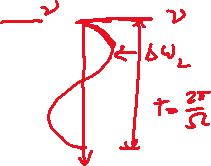 ν ν
← Δω₂
T = 2π/Ω